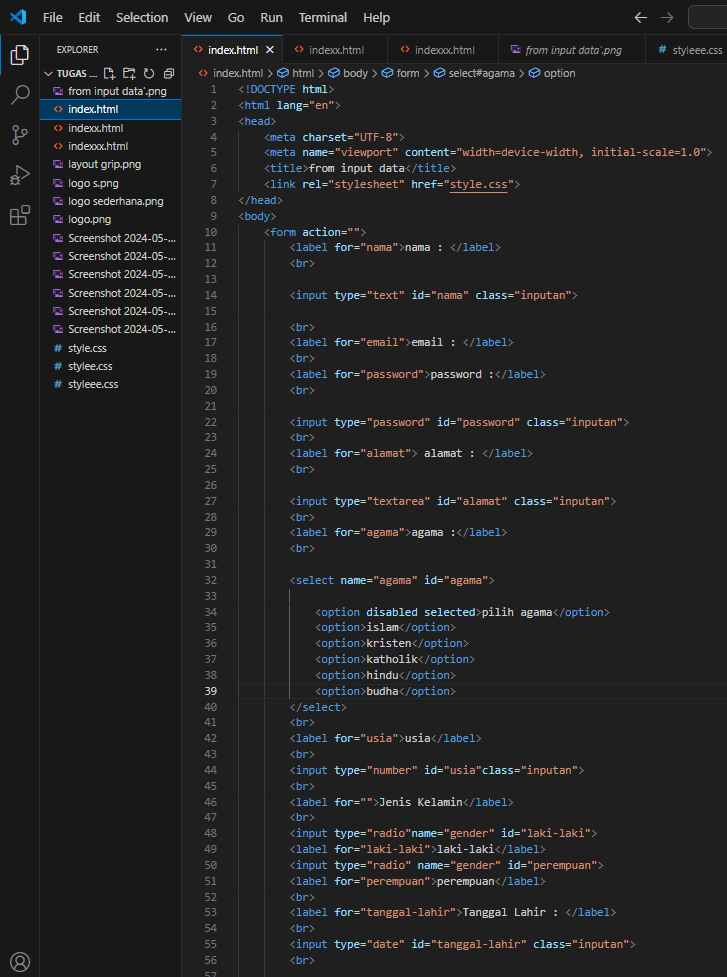 File Edit Selection View Go Run Terminal Help
EXPLORER
TUGAS ...
from input data'.png
index.html
indexx.html
indexxx.html
layout grip.png
logo s.png
logo sederhana.png
logo.png
Screenshot 2024-05-...
Screenshot 2024-05-...
Screenshot 2024-05-...
Screenshot 2024-05-...
Screenshot 2024-05-...
Screenshot 2024-05-...
# style.css
# stylee.css
# styleee.css
index.html indexx.html indexxx.html from input data'.png # styleee.css
index.html > html > body > form > select#agama > option
1 <!DOCTYPE html>
2 <html lang="en">
3 <head>
4 <meta charset="UTF-8">
5 <meta name="viewport" content="width=device-width, initial-scale=1.0">
6 <title>from input data</title>
7 <link rel="stylesheet" href="style.css">
8 </head>
9 <body>
10 <form action="">
11 <label for="nama">nama : </label>
12 <br>
13
14 <input type="text" id="nama" class="inputan">
15
16 <br>
17 <label for="email">email : </label>
18 <br>
19 <label for="password">password :</label>
20 <br>
21
22 <input type="password" id="password" class="inputan">
23 <br>
24 <label for="alamat"> alamat : </label>
25 <br>
26
27 <input type="textarea" id="alamat" class="inputan">
28 <br>
29 <label for="agama">agama :</label>
30 <br>
31
32 <select name="agama" id="agama">
33
34 <option disabled selected>pilih agama</option>
35 <option>islam</option>
36 <option>kristen</option>
37 <option>katholik</option>
38 <option>hindu</option>
39 <option>budha</option>
40 </select>
41 <br>
42 <label for="usia">usia</label>
43 <br>
44 <input type="number" id="usia"class="inputan">
45 <br>
46 <label for="">Jenis Kelamin</label>
47 <br>
48 <input type="radio"name="gender" id="laki-laki">
49 <label for="laki-laki">laki-laki</label>
50 <input type="radio" name="gender" id="perempuan">
51 <label for="perempuan">perempuan</label>
52 <br>
53 <label for="tanggal-lahir">Tanggal Lahir : </label>
54 <br>
55 <input type="date" id="tanggal-lahir" class="inputan">
56 <br>
57